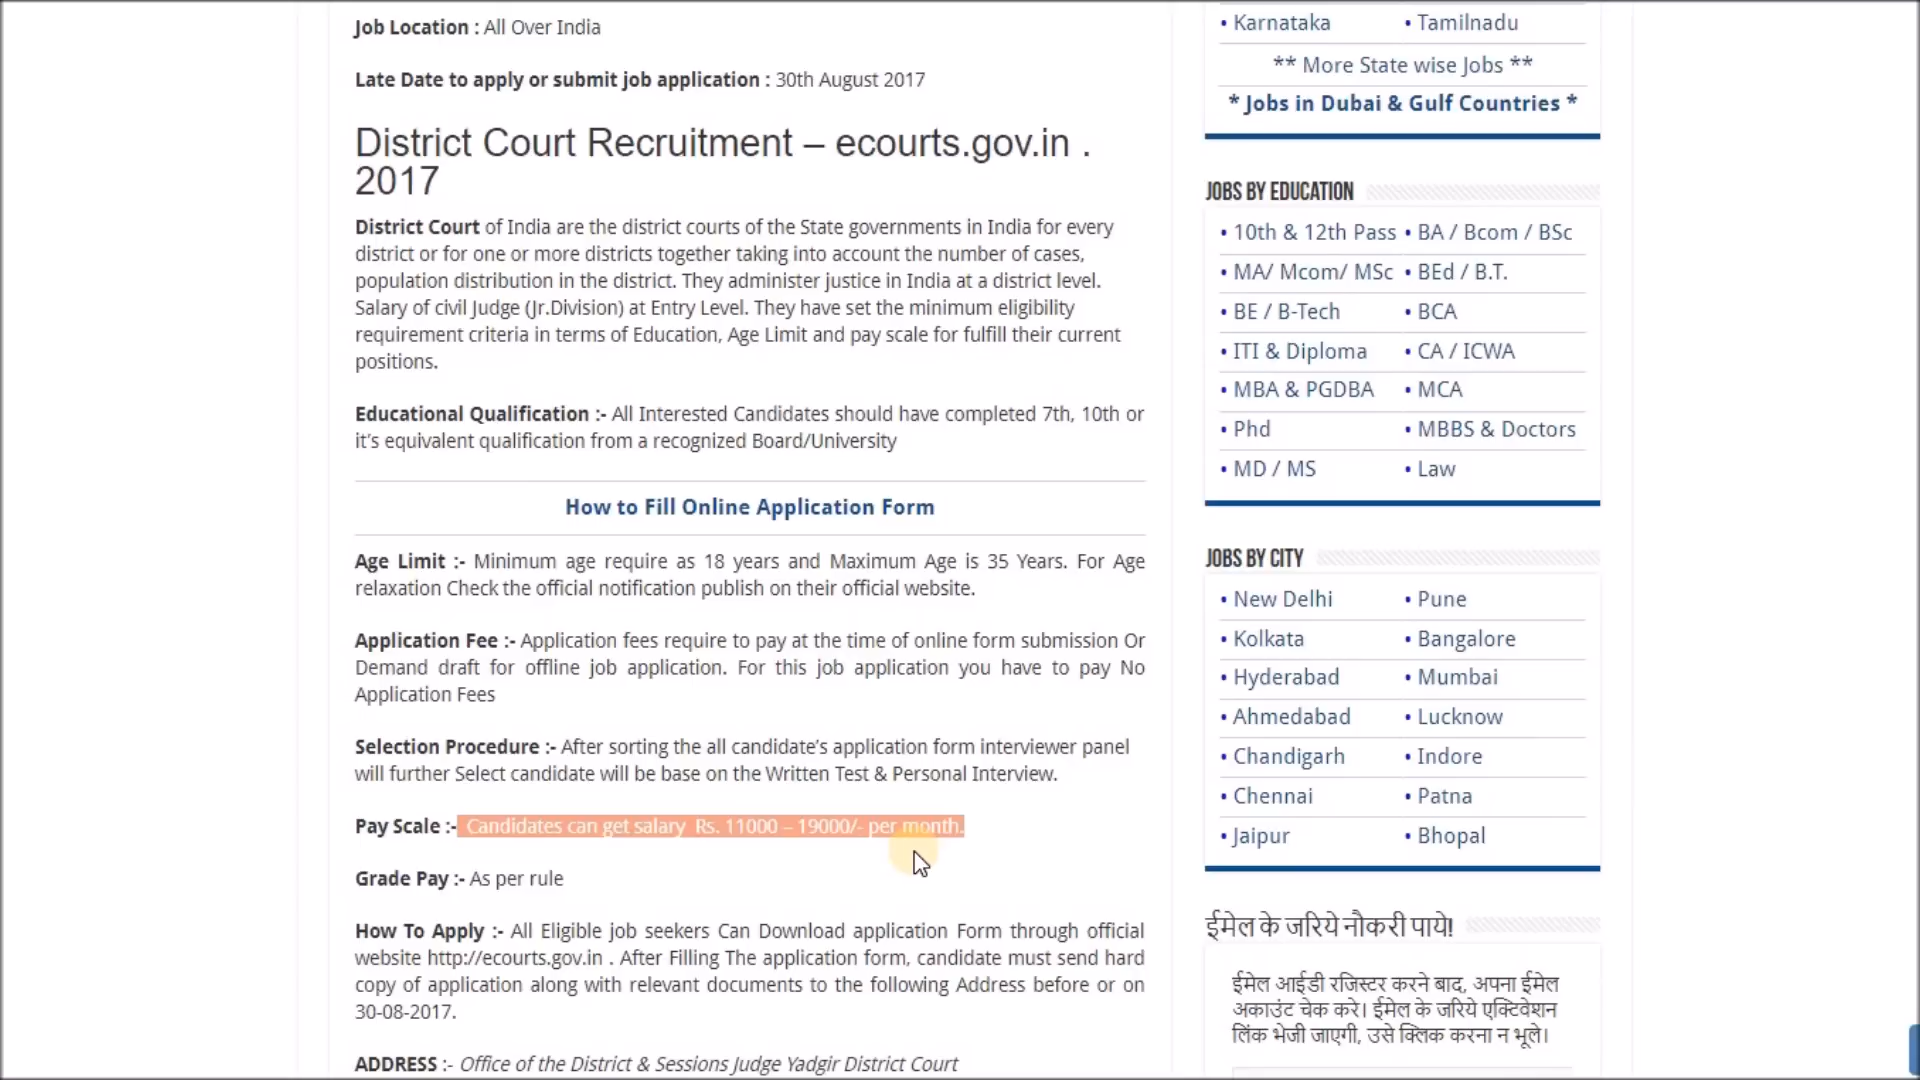 Job Location : All Over India
Late Date to apply or submit job application : 30th August 2017
District Court Recruitment – ecourts.gov.in .
2017
District Court of India are the district courts of the State governments in India for every
district or for one or more districts together taking into account the number of cases,
population distribution in the district. They administer justice in India at a district level.
Salary of civil Judge (Jr.Division) at Entry Level. They have set the minimum eligibility
requirement criteria in terms of Education, Age Limit and pay scale for fulfill their current
positions.
Educational Qualification :- All Interested Candidates should have completed 7th, 10th or
it’s equivalent qualification from a recognized Board/University
How to Fill Online Application Form
Age Limit :- Minimum age require as 18 years and Maximum Age is 35 Years. For Age
relaxation Check the official notification publish on their official website.
Application Fee :- Application fees require to pay at the time of online form submission Or
Demand draft for offline job application. For this job application you have to pay No
Application Fees
Selection Procedure :- After sorting the all candidate’s application form interviewer panel
will further Select candidate will be base on the Written Test & Personal Interview.
Pay Scale :- Candidates can get salary Rs. 11000 – 19000/- per month.
Grade Pay :- As per rule
How To Apply :- All Eligible job seekers Can Download application Form through official
website http://ecourts.gov.in . After Filling The application form, candidate must send hard
copy of application along with relevant documents to the following Address before or on
30-08-2017.
ADDRESS :- Office of the District & Sessions Judge Yadgir District Court
• Karnataka • Tamilnadu
** More State wise Jobs **
* Jobs in Dubai & Gulf Countries *
JOBS BY EDUCATION
• 10th & 12th Pass • BA / Bcom / BSc
• MA/ Mcom/ MSc • BEd / B.T.
• BE / B-Tech • BCA
• ITI & Diploma • CA / ICWA
• MBA & PGDBA • MCA
• Phd • MBBS & Doctors
• MD / MS • Law
JOBS BY CITY
• New Delhi • Pune
• Kolkata • Bangalore
• Hyderabad • Mumbai
• Ahmedabad • Lucknow
• Chandigarh • Indore
• Chennai • Patna
• Jaipur • Bhopal
ईमेल के जरिये नौकरी पाये!
ईमेल आईडी रजिस्टर करने बाद, अपना ईमेल
अकाउंट चेक करे। ईमेल के जरिये एक्टिवेशन
लिंक भेजी जाएगी, उसे क्लिक करना न भूले।